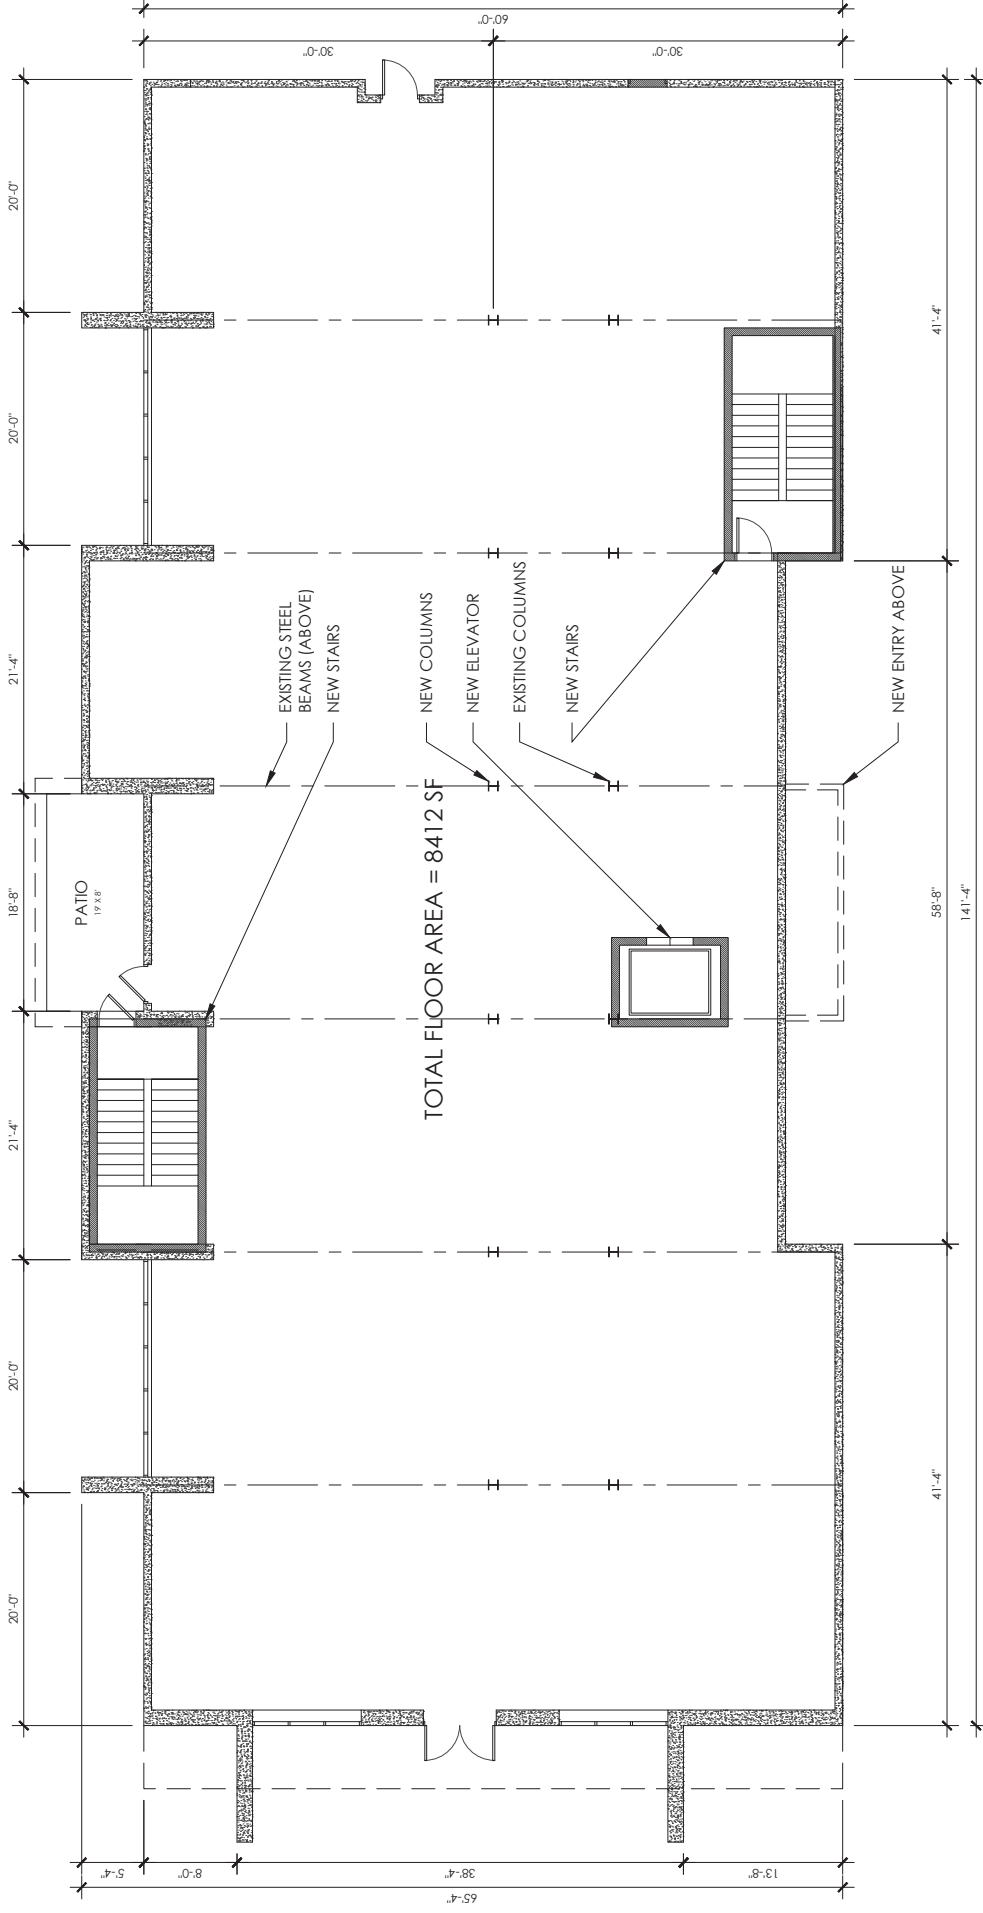 60'-0"
30'-0"
30'-0"
20'-0"
20'-0"
21'-4"
18'-8"
21'-4"
20'-0"
20'-0"
PATIO
19 X 8'
EXISTING STEEL
BEAMS (ABOVE)
NEW STAIRS
NEW COLUMNS
NEW ELEVATOR
EXISTING COLUMNS
NEW STAIRS
NEW ENTRY ABOVE
TOTAL FLOOR AREA = 8412 SF
41'-4"
58'-8"
141'-4"
41'-4"
5'-4"
8'-0"
38'-4"
13'-8"
65'-4"